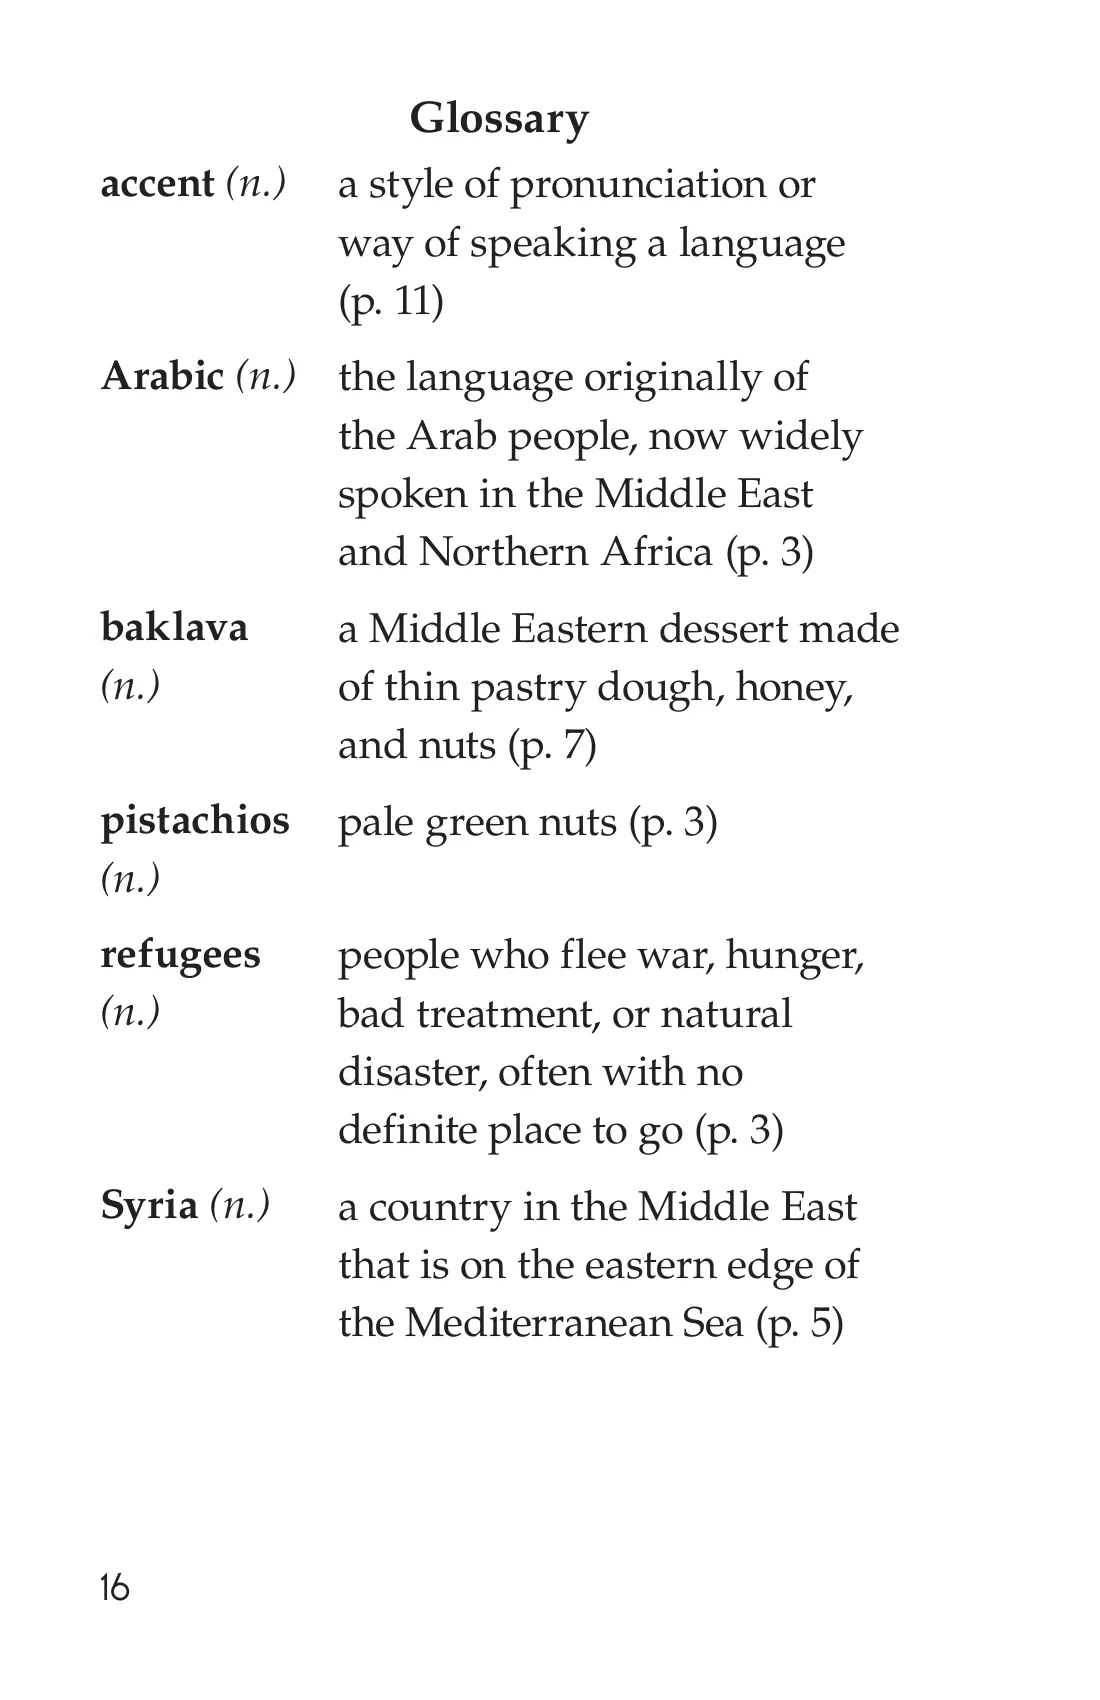 Glossary
accent (n.) a style of pronunciation or
way of speaking a language
(p. 11)
Arabic (n.) the language originally of
the Arab people, now widely
spoken in the Middle East
and Northern Africa (p. 3)
baklava a Middle Eastern dessert made
(n.) of thin pastry dough, honey,
and nuts (p. 7)
pistachios pale green nuts (p. 3)
(n.)
refugees people who flee war, hunger,
(n.) bad treatment, or natural
disaster, often with no
definite place to go (p. 3)
Syria (n.) a country in the Middle East
that is on the eastern edge of
the Mediterranean Sea (p. 5)
16